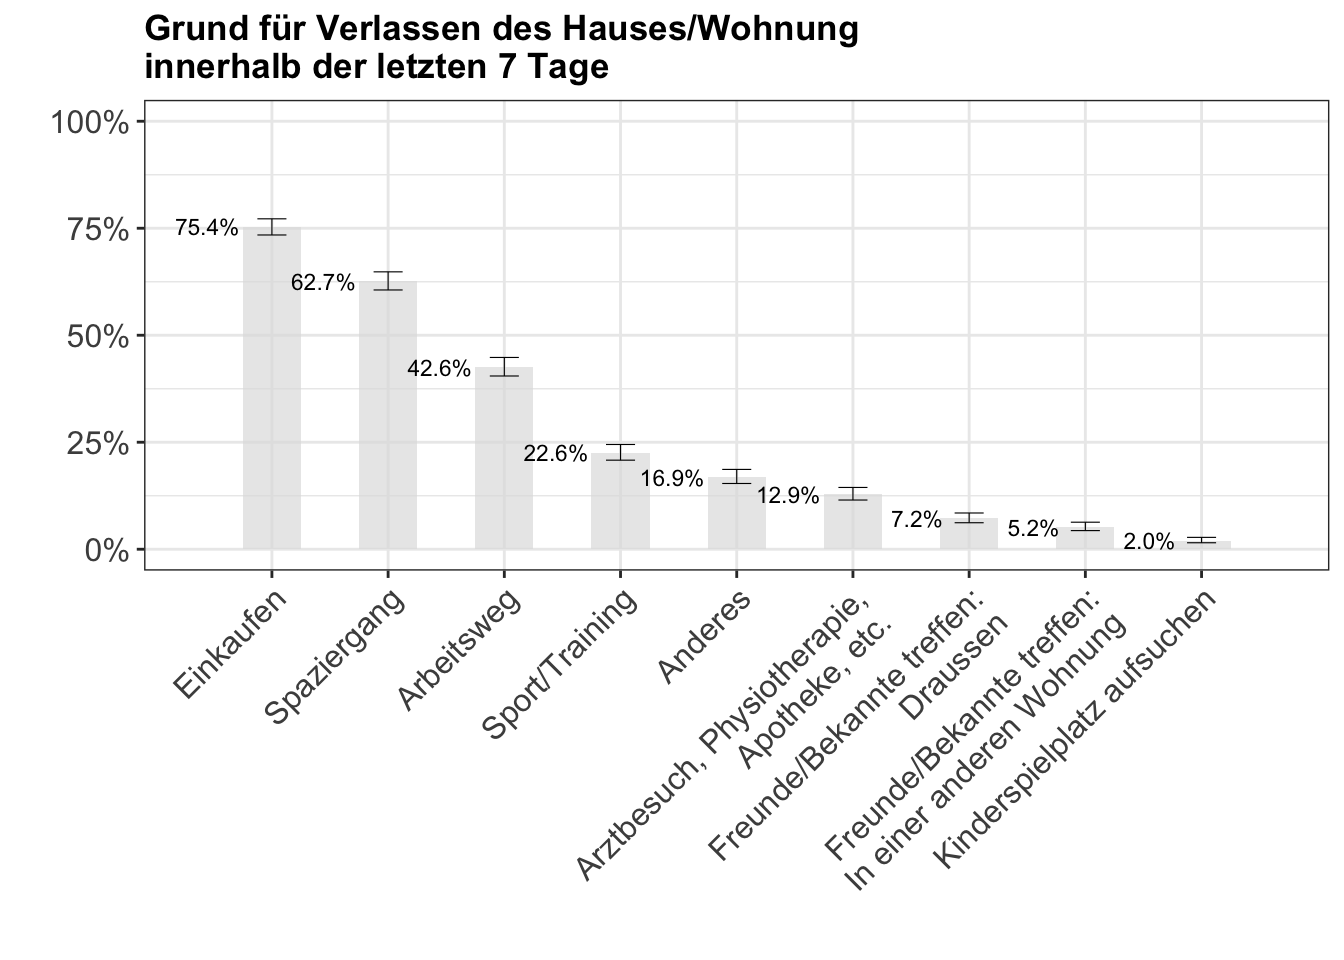 Grund für Verlassen des Hauses/Wohnung
innerhalb der letzten 7 Tage
100%
75%
50%
25%
0%
75.4%
62.7%
42.6%
22.6%
16.9%
12.9%
7.2%
5.2%
2.0%
Einkaufen
Spaziergang
Arbeitsweg
Sport/Training
Anderes
Arztbesuch, Physiotherapie,
Apotheke, etc.
Freunde/Bekannte treffen:
Draussen
Freunde/Bekannte treffen:
In einer anderen Wohnung
Kinderspielplatz aufsuchen